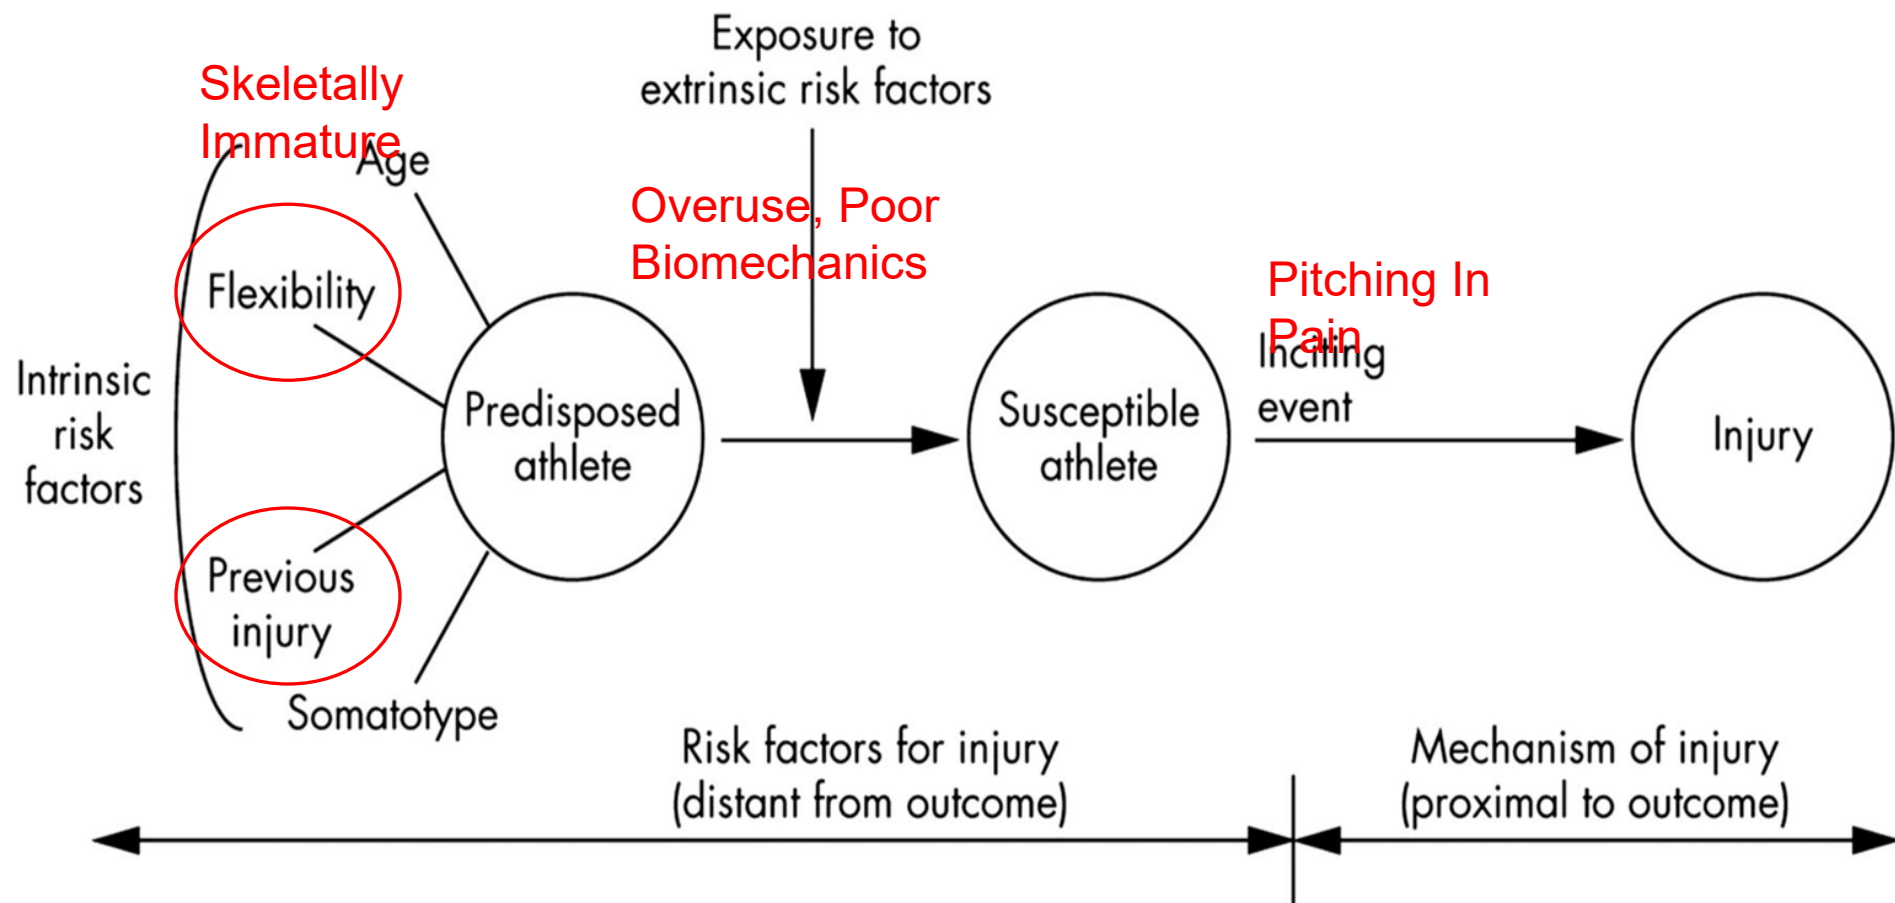 Exposure to
extrinsic risk factors
Skeletally
Immature
Age
Overuse, Poor
Biomechanics
Flexibility
Pitching In
Pain
Inciting
event
Intrinsic
risk
factors
Predisposed
athlete
Susceptible
athlete
Injury
Previous
injury
Somatotype
Risk factors for injury
(distant from outcome)
Mechanism of injury
(proximal to outcome)